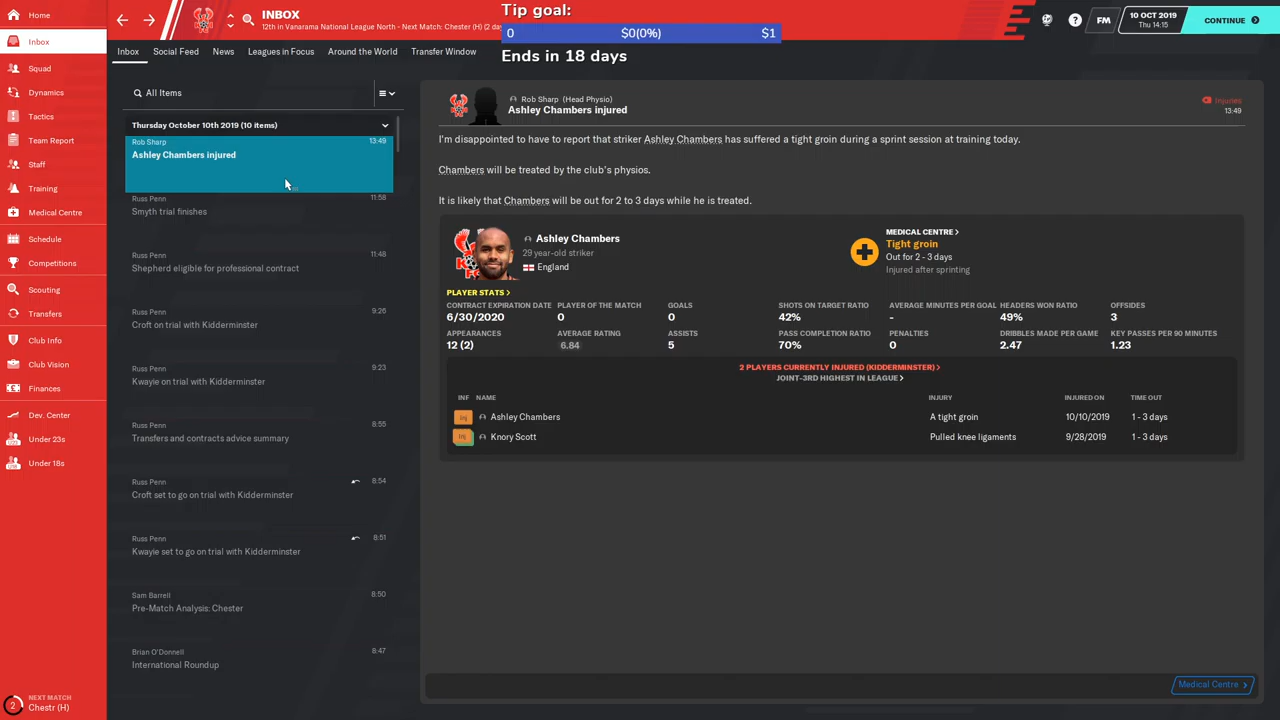 Home
Inbox
Squad
Dynamics
Tactics
Team Report
Staff
Training
Medical Centre
Schedule
Competitions
Scouting
Transfers
Club Info
Club Vision
Finances
Dev. Center
Under 23s
Under 18s
2
NEXT MATCH
Chestr (H)
INBOX
12th in Vanarama National League North - Next Match: Chester (H) (2 da
Tip goal:
0 $0(0%) $1
Ends in 18 days
FM
10 OCT 2019
Thu 14:15
CONTINUE
Inbox Social Feed News Leagues in Focus Around the World Transfer Window
All Items
Thursday October 10th 2019 (10 items)
Rob Sharp 13:49
Ashley Chambers injured
Russ Penn 11:58
Smyth trial finishes
Russ Penn 11:48
Shepherd eligible for professional contract
Russ Penn 9:26
Croft on trial with Kidderminster
Russ Penn 9:23
Kwayie on trial with Kidderminster
Russ Penn 8:55
Transfers and contracts advice summary
Russ Penn 8:54
Croft set to go on trial with Kidderminster
Russ Penn 8:51
Kwayie set to go on trial with Kidderminster
Sam Barrell 8:50
Pre-Match Analysis: Chester
Brian O'Donnell 8:47
International Roundup
Rob Sharp (Head Physio)
Ashley Chambers injured
Injuries
13:49
I'm disappointed to have to report that striker Ashley Chambers has suffered a tight groin during a sprint session at training today.
Chambers will be treated by the club's physios.
It is likely that Chambers will be out for 2 to 3 days while he is treated.
Ashley Chambers
29 year-old striker
England
MEDICAL CENTRE >
Tight groin
Out for 2 - 3 days
Injured after sprinting
PLAYER STATS >
CONTRACT EXPIRATION DATE PLAYER OF THE MATCH GOALS SHOTS ON TARGET RATIO AVERAGE MINUTES PER GOAL HEADERS WON RATIO OFFSIDES
6/30/2020 0 0 42% - 49% 3
APPEARANCES AVERAGE RATING ASSISTS PASS COMPLETION RATIO PENALTIES DRIBBLES MADE PER GAME KEY PASSES PER 90 MINUTES
12 (2) 6.84 5 70% 0 2.47 1.23
2 PLAYERS CURRENTLY INJURED (KIDDERMINSTER) >
JOINT-3RD HIGHEST IN LEAGUE >
INF NAME INJURY INJURED ON TIME OUT
Inj Ashley Chambers A tight groin 10/10/2019 1 - 3 days
Inj Knory Scott Pulled knee ligaments 9/28/2019 1 - 3 days
Medical Centre >